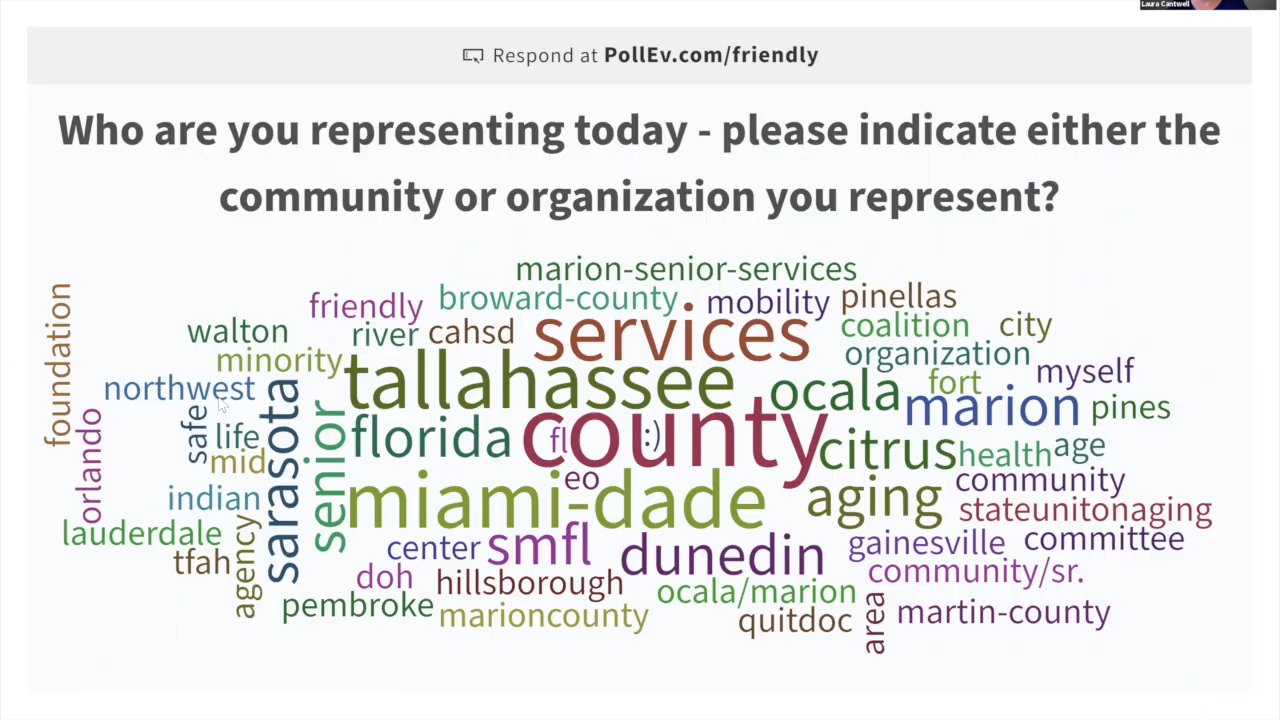 Laura Cantwell
Respond at PollEv.com/friendly
Who are you representing today - please indicate either the
community or organization you represent?
marion-senior-services
friendly
broward-county
mobility
pinellas
foundation
walton
river
cahsd
services
coalition
city
minority
tallahassee
organization
northwest
ocala
fort
myself
orlando
safe
life
sarasota
senior
florida
county
fl
:)
marion
pines
mid
citrus
health
age
indian
eo
miami-dade
aging
community
stateunitonaging
lauderdale
tfah
agency
center
smfl
dunedin
gainesville
committee
doh
hillsborough
ocala/marion
community/sr.
pembroke
marioncounty
quitdoc
area
martin-county